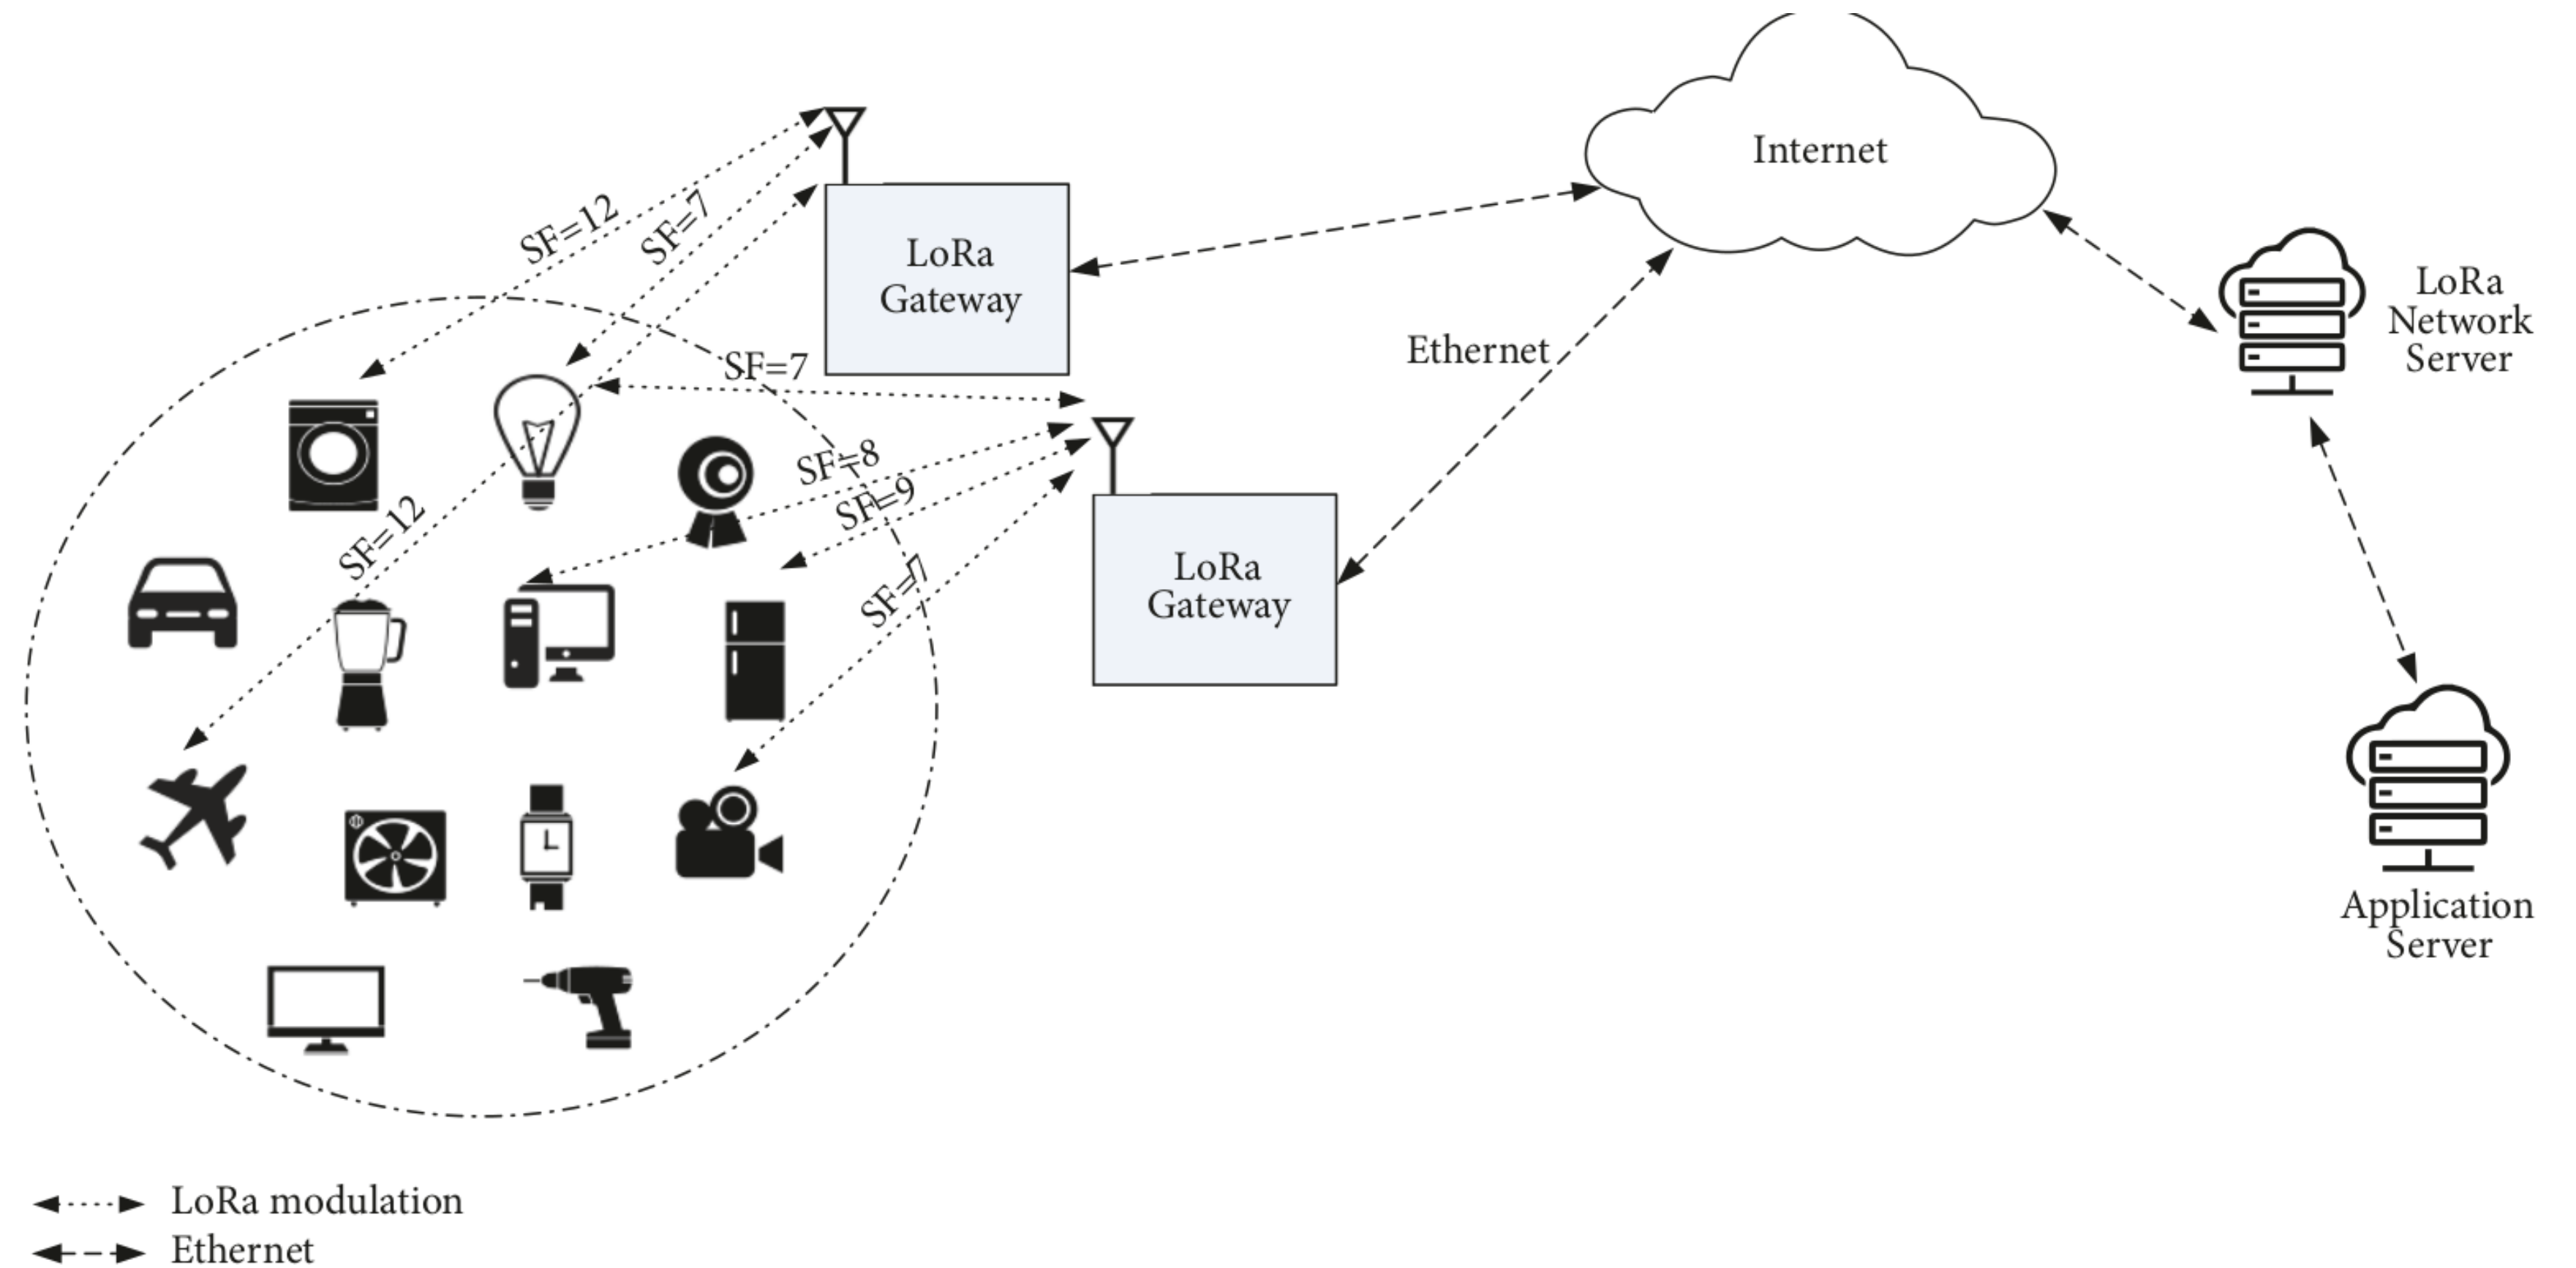 Internet
SF=12
SF=7
LoRa
Gateway
LoRa
Network
Server
Ethernet
SF=7
SF=8
SF=9
SF=12
SF=7
LoRa
Gateway
Application
Server
LoRa modulation
Ethernet